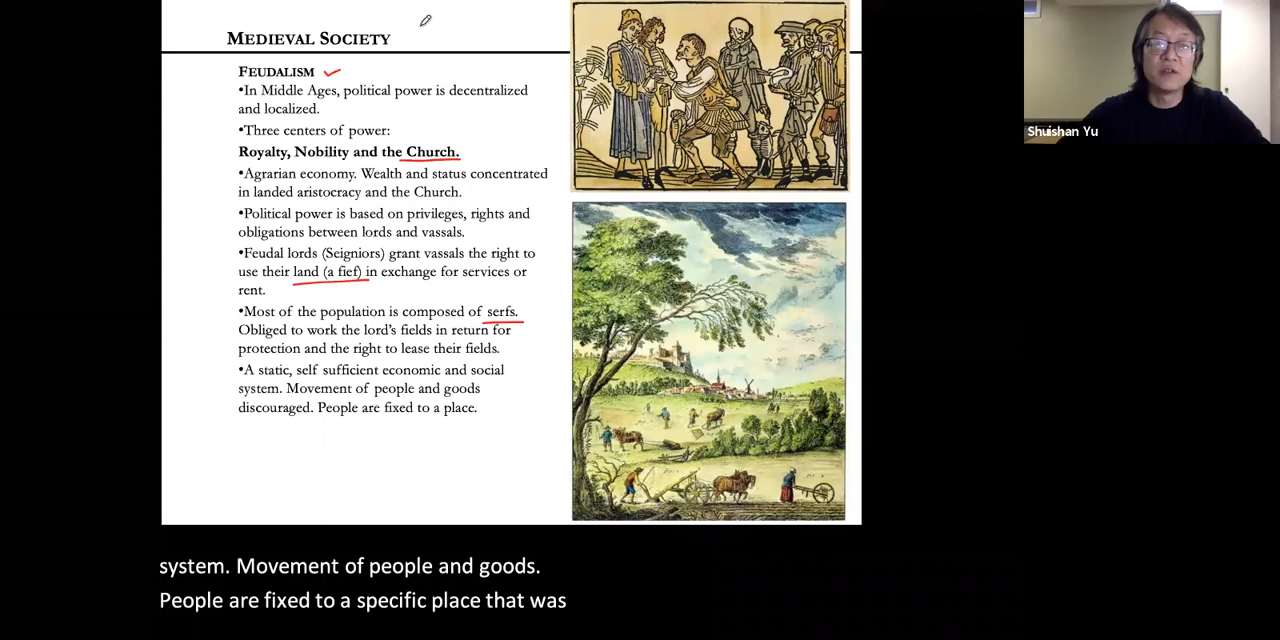 MEDIEVAL SOCIETY
FEUDALISM
•In Middle Ages, political power is decentralized
and localized.
•Three centers of power:
Royalty, Nobility and the Church.
•Agrarian economy. Wealth and status concentrated
in landed aristocracy and the Church.
•Political power is based on privileges, rights and
obligations between lords and vassals.
•Feudal lords (Seigniors) grant vassals the right to
use their land (a fief) in exchange for services or
rent.
•Most of the population is composed of serfs.
Obliged to work the lord's fields in return for
protection and the right to lease their fields.
•A static, self sufficient economic and social
system. Movement of people and goods
discouraged. People are fixed to a place.
Shuishan Yu
system. Movement of people and goods.
People are fixed to a specific place that was